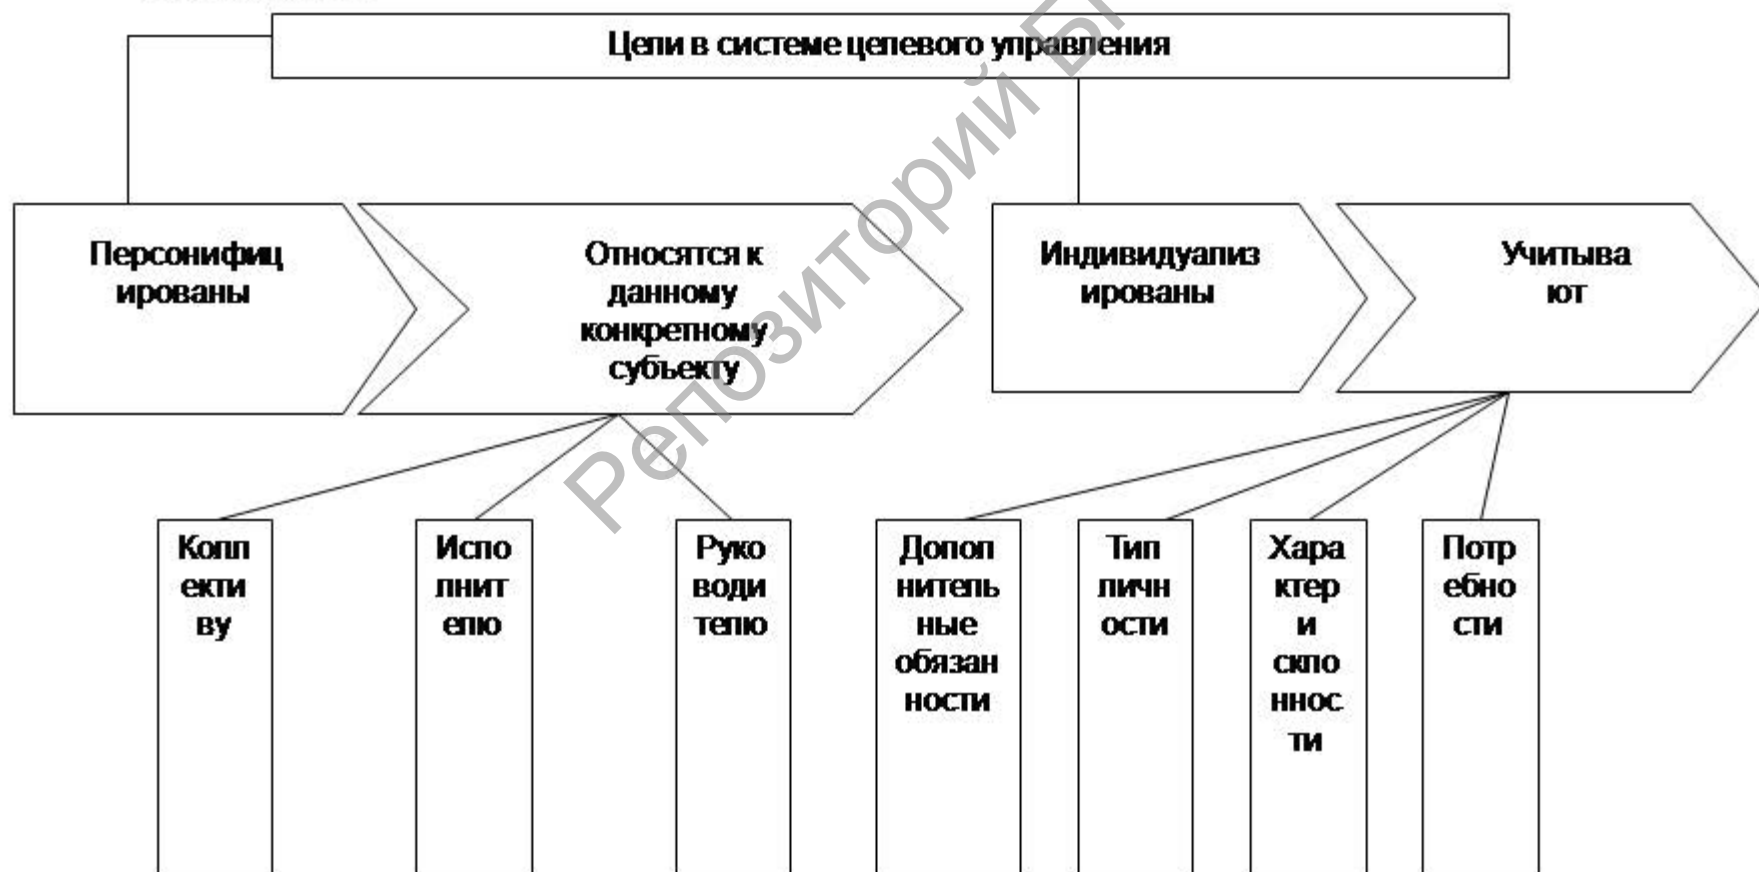 Цели в системе целевого управления
Персонифиц
ированы
Относятся к
данному
конкретному
субъекту
Индивидуализ
ированы
Учитыва
ют
Колл
екти
ву
Испо
лнит
елю
Руко
води
телю
Допол
нитель
ные
обязан
ности
Тип
личн
ости
Хара
ктер
и
скло
ннос
ти
Потр
ебно
сти
Репозиторий